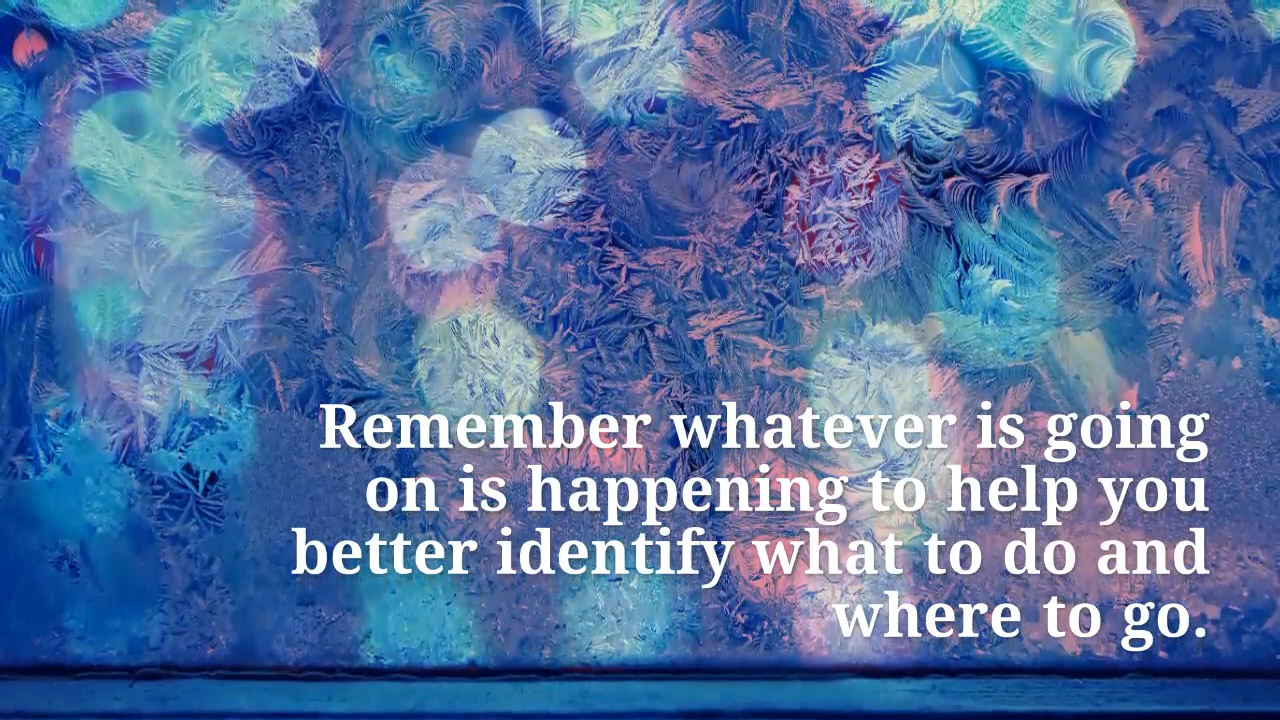 Remember whatever is going
on is happening to help you
better identify what to do and
where to go.